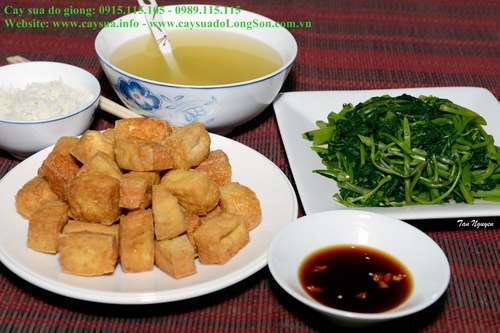 Cay sua do giong: 0915.115.105 - 0989.115.115
Website: www.caysua.com - www.caysuadoLongSon.com.vn
Tan Nguyen